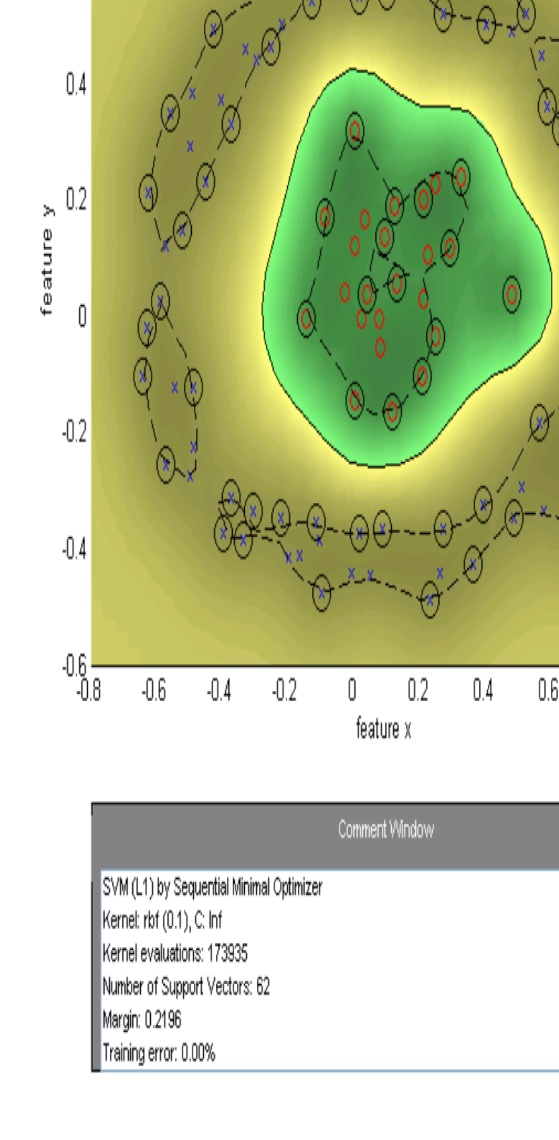 0.4
0.2
0
-0.2
-0.4
-0.6
feature y
-0.8 -0.6 -0.4 -0.2 0 0.2 0.4 0.6
feature x
Comment Window
SVM (L1) by Sequential Minimal Optimizer
Kernel: rbf (0.1), C: Inf
Kernel evaluations: 173935
Number of Support Vectors: 62
Margin: 0.2196
Training error: 0.00%